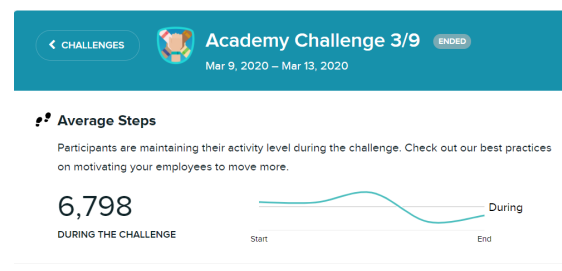 CHALLENGES
Academy Challenge 3/9 ENDED
Mar 9, 2020 – Mar 13, 2020
Average Steps
Participants are maintaining their activity level during the challenge. Check out our best practices
on motivating your employees to move more.
6,798
DURING THE CHALLENGE
During
Start End